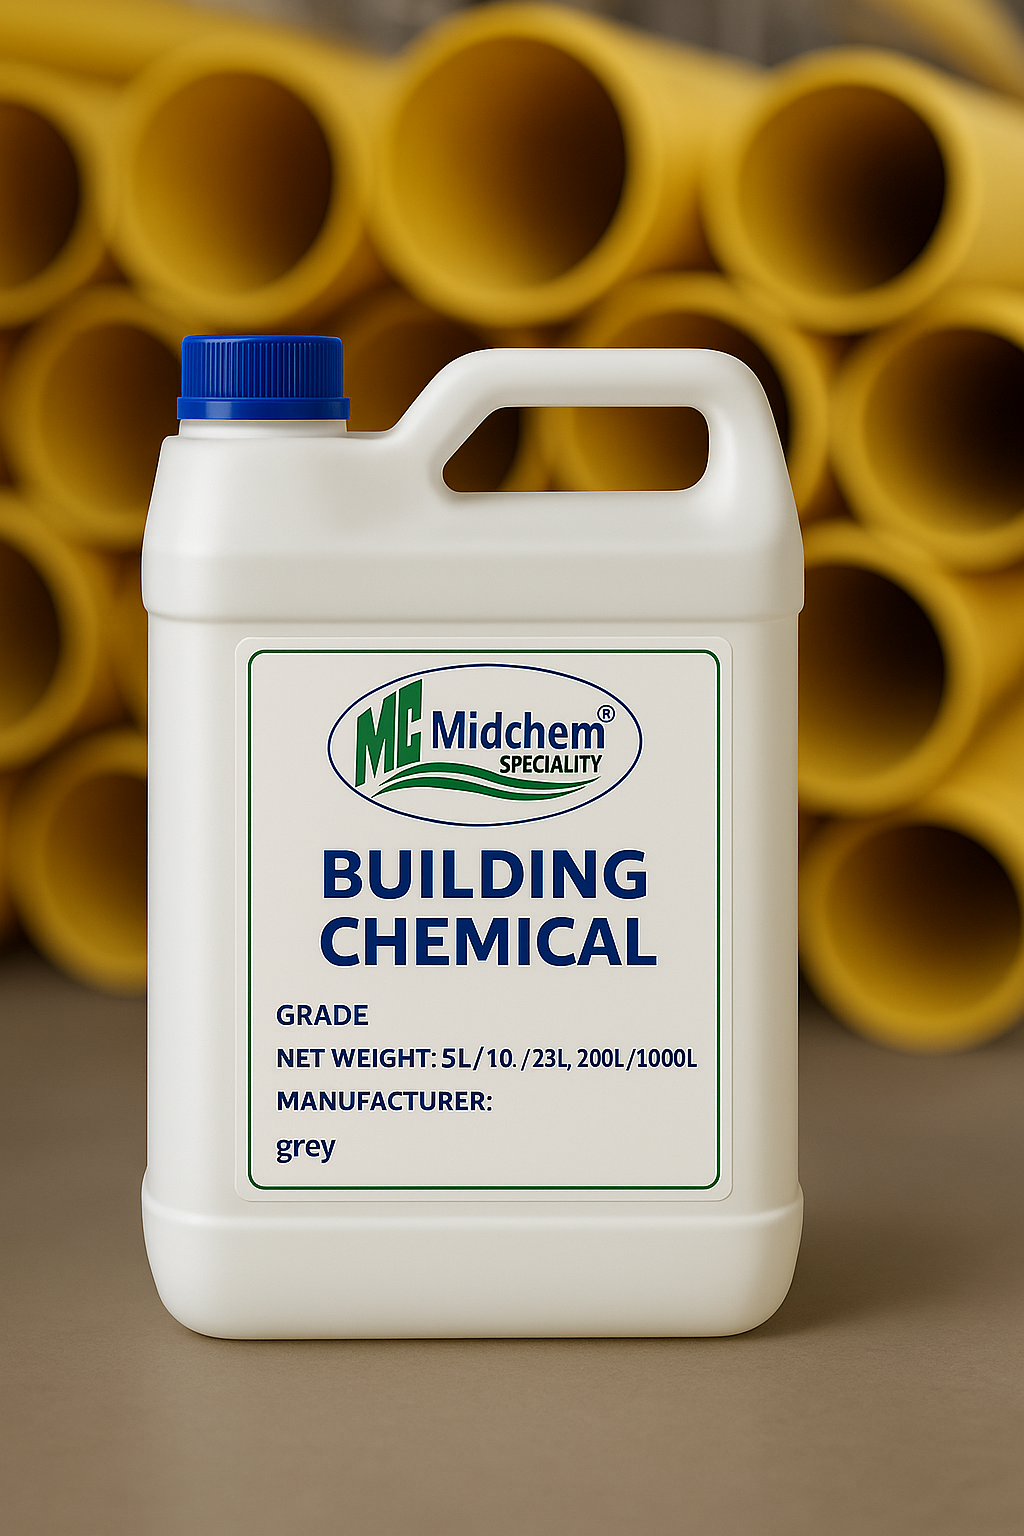 MC Midchem®
SPECIALITY
BUILDING
CHEMICAL
GRADE
NET WEIGHT: 5L/10./23L, 200L/1000L
MANUFACTURER:
grey